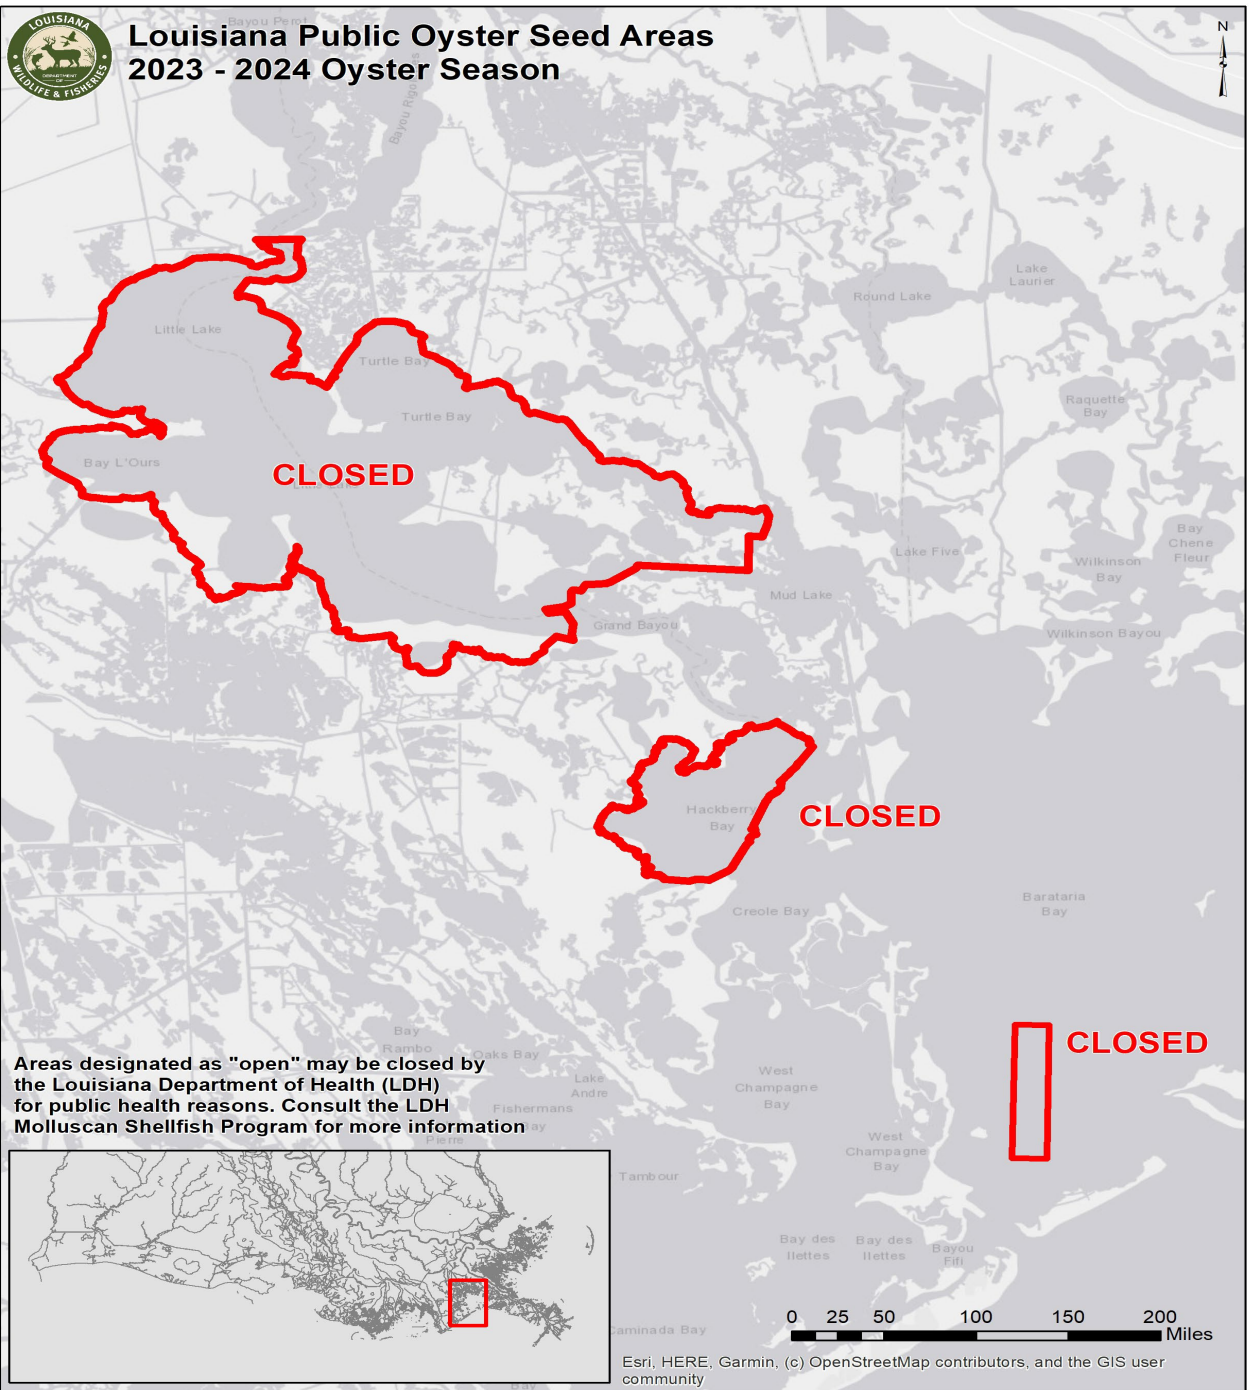 LOUISIANA
DEPARTMENT
OF
WILDLIFE & FISHERIES
Louisiana Public Oyster Seed Areas
2023 - 2024 Oyster Season
N
Bayou Perot
Bayou Rigo
Lake
Laurier
Round Lake
Little Lake
Turtle Bay
Raquette
Bay
Turtle Bay
Bay L'Ours
CLOSED
Bay
Chene
Fleur
Lake Five
Wilkinson
Bay
Mud Lake
Grand Bayou
Wilkinson Bayou
Hackberry
Bay
CLOSED
Barataria
Bay
Creole Bay
Bay
Rambo
Oaks Bay
CLOSED
Areas designated as "open" may be closed by
the Louisiana Department of Health (LDH)
for public health reasons. Consult the LDH
Molluscan Shellfish Program for more information
Lake
Andre
West
Champagne
Bay
Fishermans
Bay
Pierre
West
Champagne
Bay
Tambour
Bay des
Ilettes
Bay des
Ilettes
Bayou
Fifi
Caminada Bay
0 25 50 100 150 200
Miles
Esri, HERE, Garmin, (c) OpenStreetMap contributors, and the GIS user
community
Bay